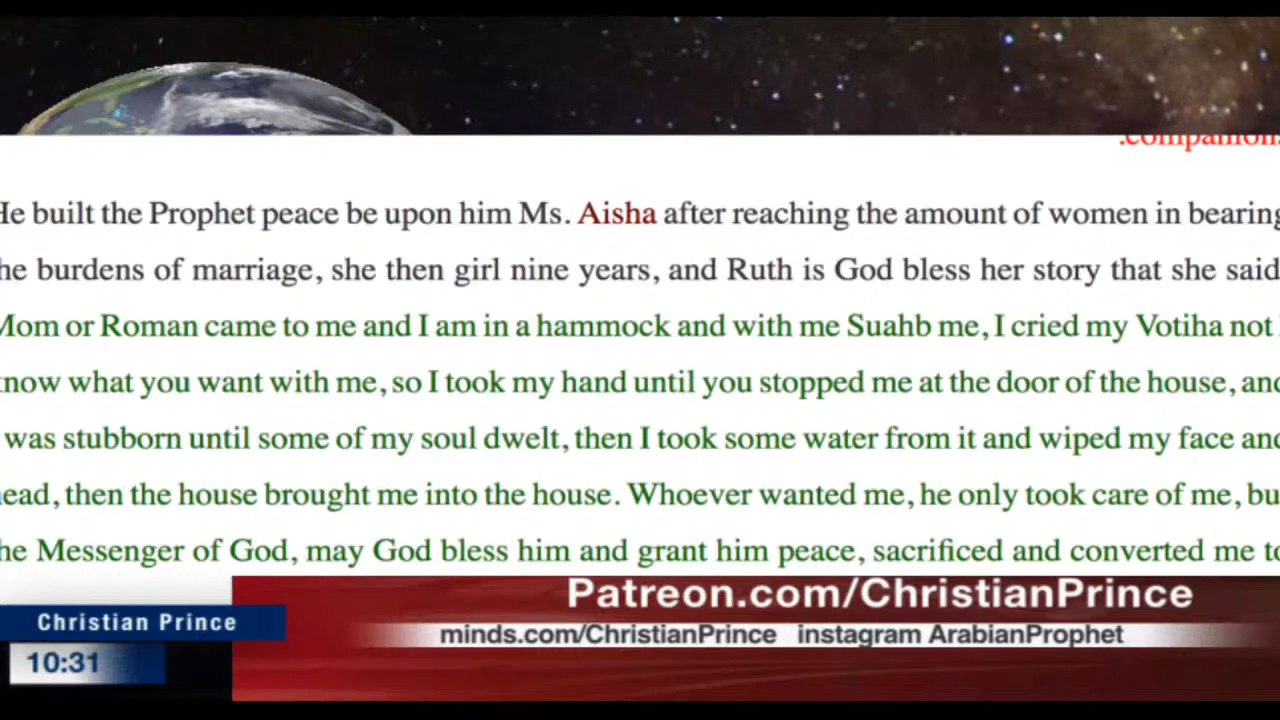 .companions
He built the Prophet peace be upon him Ms. Aisha after reaching the amount of women in bearing
he burdens of marriage, she then girl nine years, and Ruth is God bless her story that she said
Mom or Roman came to me and I am in a hammock and with me Suahb me, I cried my Votiha not
know what you want with me, so I took my hand until you stopped me at the door of the house, and
was stubborn until some of my soul dwelt, then I took some water from it and wiped my face and
ead, then the house brought me into the house. Whoever wanted me, he only took care of me, bu
he Messenger of God, may God bless him and grant him peace, sacrificed and converted me to
Patreon.com/ChristianPrince
Christian Prince
minds.com/ChristianPrince instagram ArabianProphet
10:31